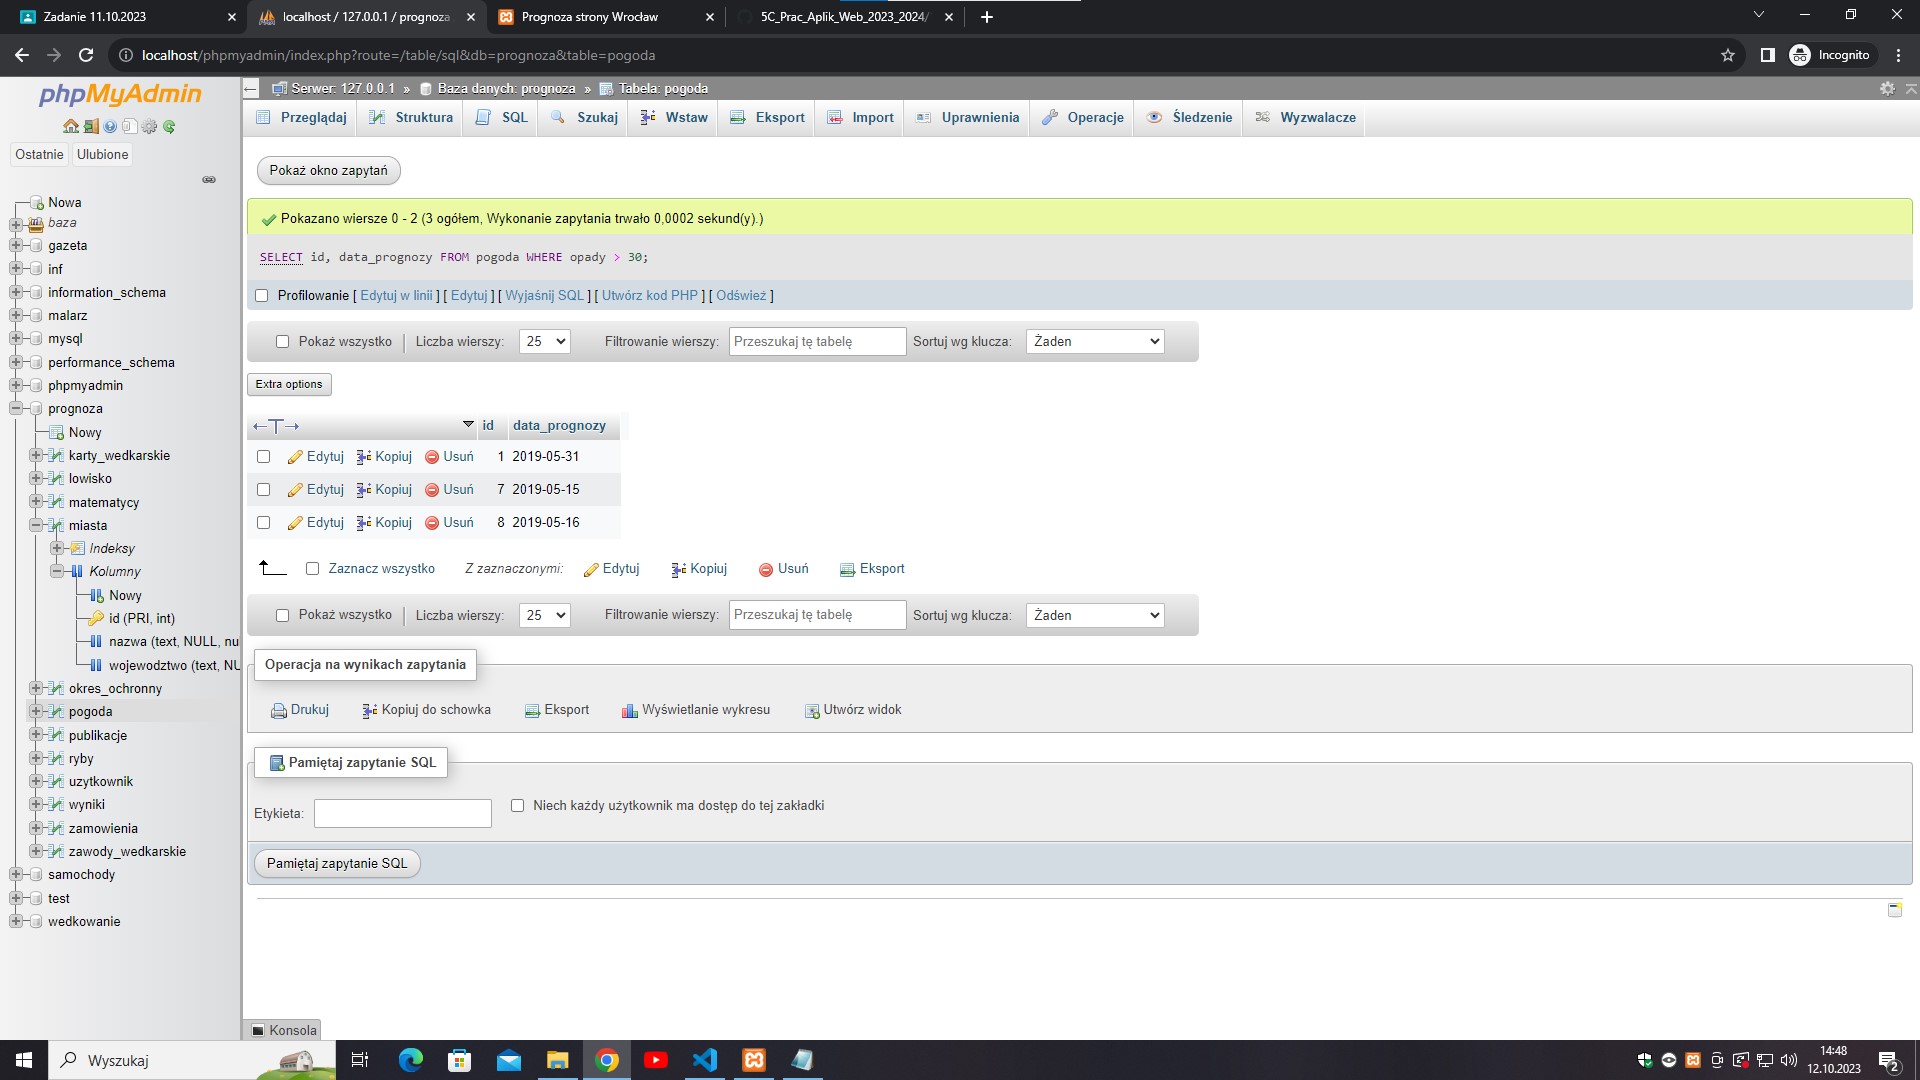 Zadanie 11.10.2023
localhost / 127.0.0.1 / prognoza
Prognoza strony Wrocław
5C_Prac_Aplik_Web_2023_2024/
localhost/phpmyadmin/index.php?route=/table/sql&db=prognoza&table=pogoda
Incognito
phpMyAdmin
Ostatnie
Ulubione
Nowa
baza
gazeta
inf
information_schema
malarz
mysql
performance_schema
phpmyadmin
prognoza
Nowy
karty_wedkarskie
lowisko
matematycy
miasta
Indeksy
Kolumny
Nowy
id (PRI, int)
nazwa (text, NULL, nu
wojewodztwo (text, NU
okres_ochronny
pogoda
publikacje
ryby
uzytkownik
wyniki
zamowienia
zawody_wedkarskie
samochody
test
wedkowanie
Serwer: 127.0.0.1 » Baza danych: prognoza » Tabela: pogoda
Przeglądaj Struktura SQL Szukaj Wstaw Eksport Import Uprawnienia Operacje Śledzenie Wyzwalacze
Pokaż okno zapytań
Pokazano wiersze 0 - 2 (3 ogółem, Wykonanie zapytania trwało 0,0002 sekund(y).)
SELECT id, data_prognozy FROM pogoda WHERE opady > 30;
Profilowanie [ Edytuj w linii ] [ Edytuj ] [ Wyjaśnij SQL ] [ Utwórz kod PHP ] [ Odśwież ]
Pokaż wszystko | Liczba wierszy: 25 Filtrowanie wierszy: Przeszukaj tę tabelę Sortuj wg klucza: Żaden
Extra options
←T→ id data_prognozy
Edytuj Kopiuj Usuń 1 2019-05-31
Edytuj Kopiuj Usuń 7 2019-05-15
Edytuj Kopiuj Usuń 8 2019-05-16
Zaznacz wszystko Z zaznaczonymi: Edytuj Kopiuj Usuń Eksport
Pokaż wszystko | Liczba wierszy: 25 Filtrowanie wierszy: Przeszukaj tę tabelę Sortuj wg klucza: Żaden
Operacja na wynikach zapytania
Drukuj Kopiuj do schowka Eksport Wyświetlanie wykresu Utwórz widok
Pamiętaj zapytanie SQL
Etykieta: Niech każdy użytkownik ma dostęp do tej zakładki
Pamiętaj zapytanie SQL
Konsola
Wyszukaj
14:48
12.10.2023
2